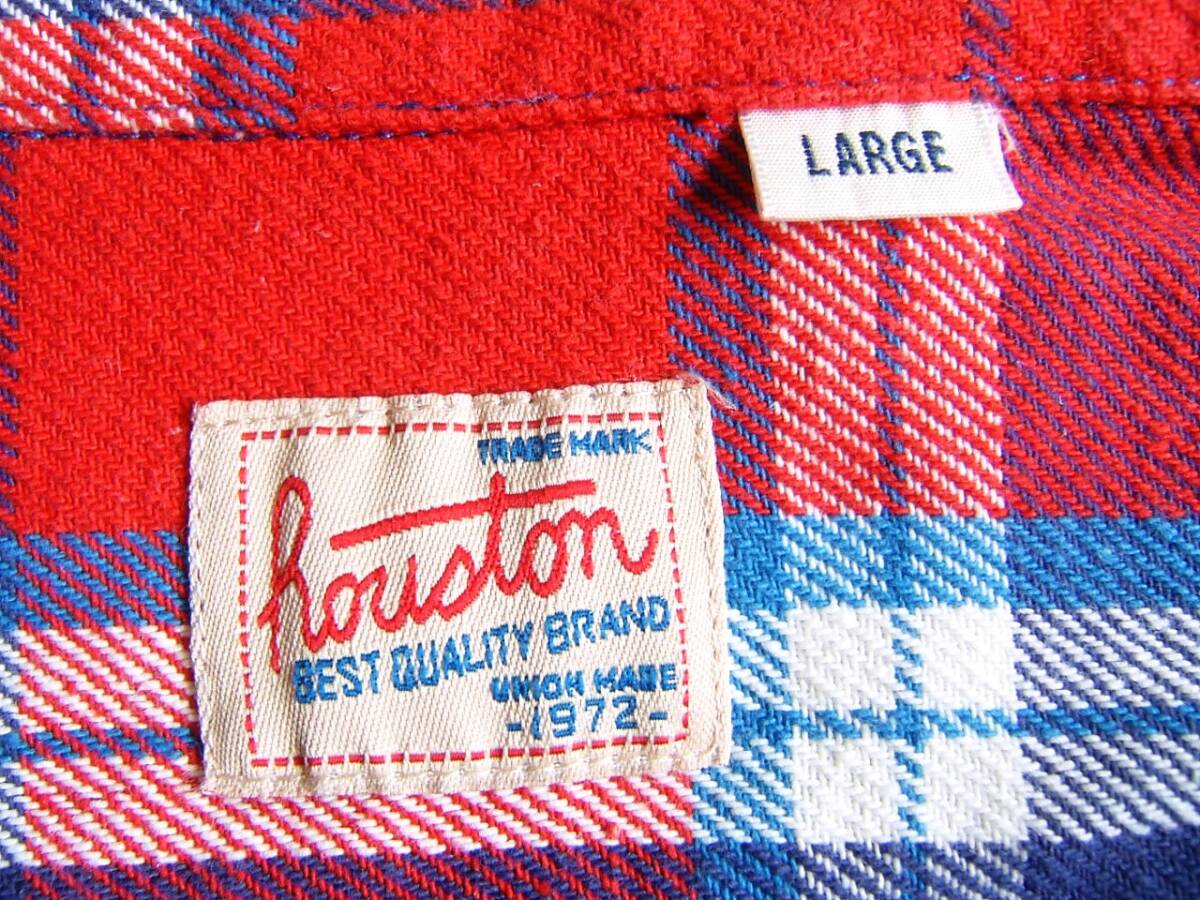 LARGE
TRADE MARK
houston
BEST QUALITY BRAND
UNION MADE
-1972-